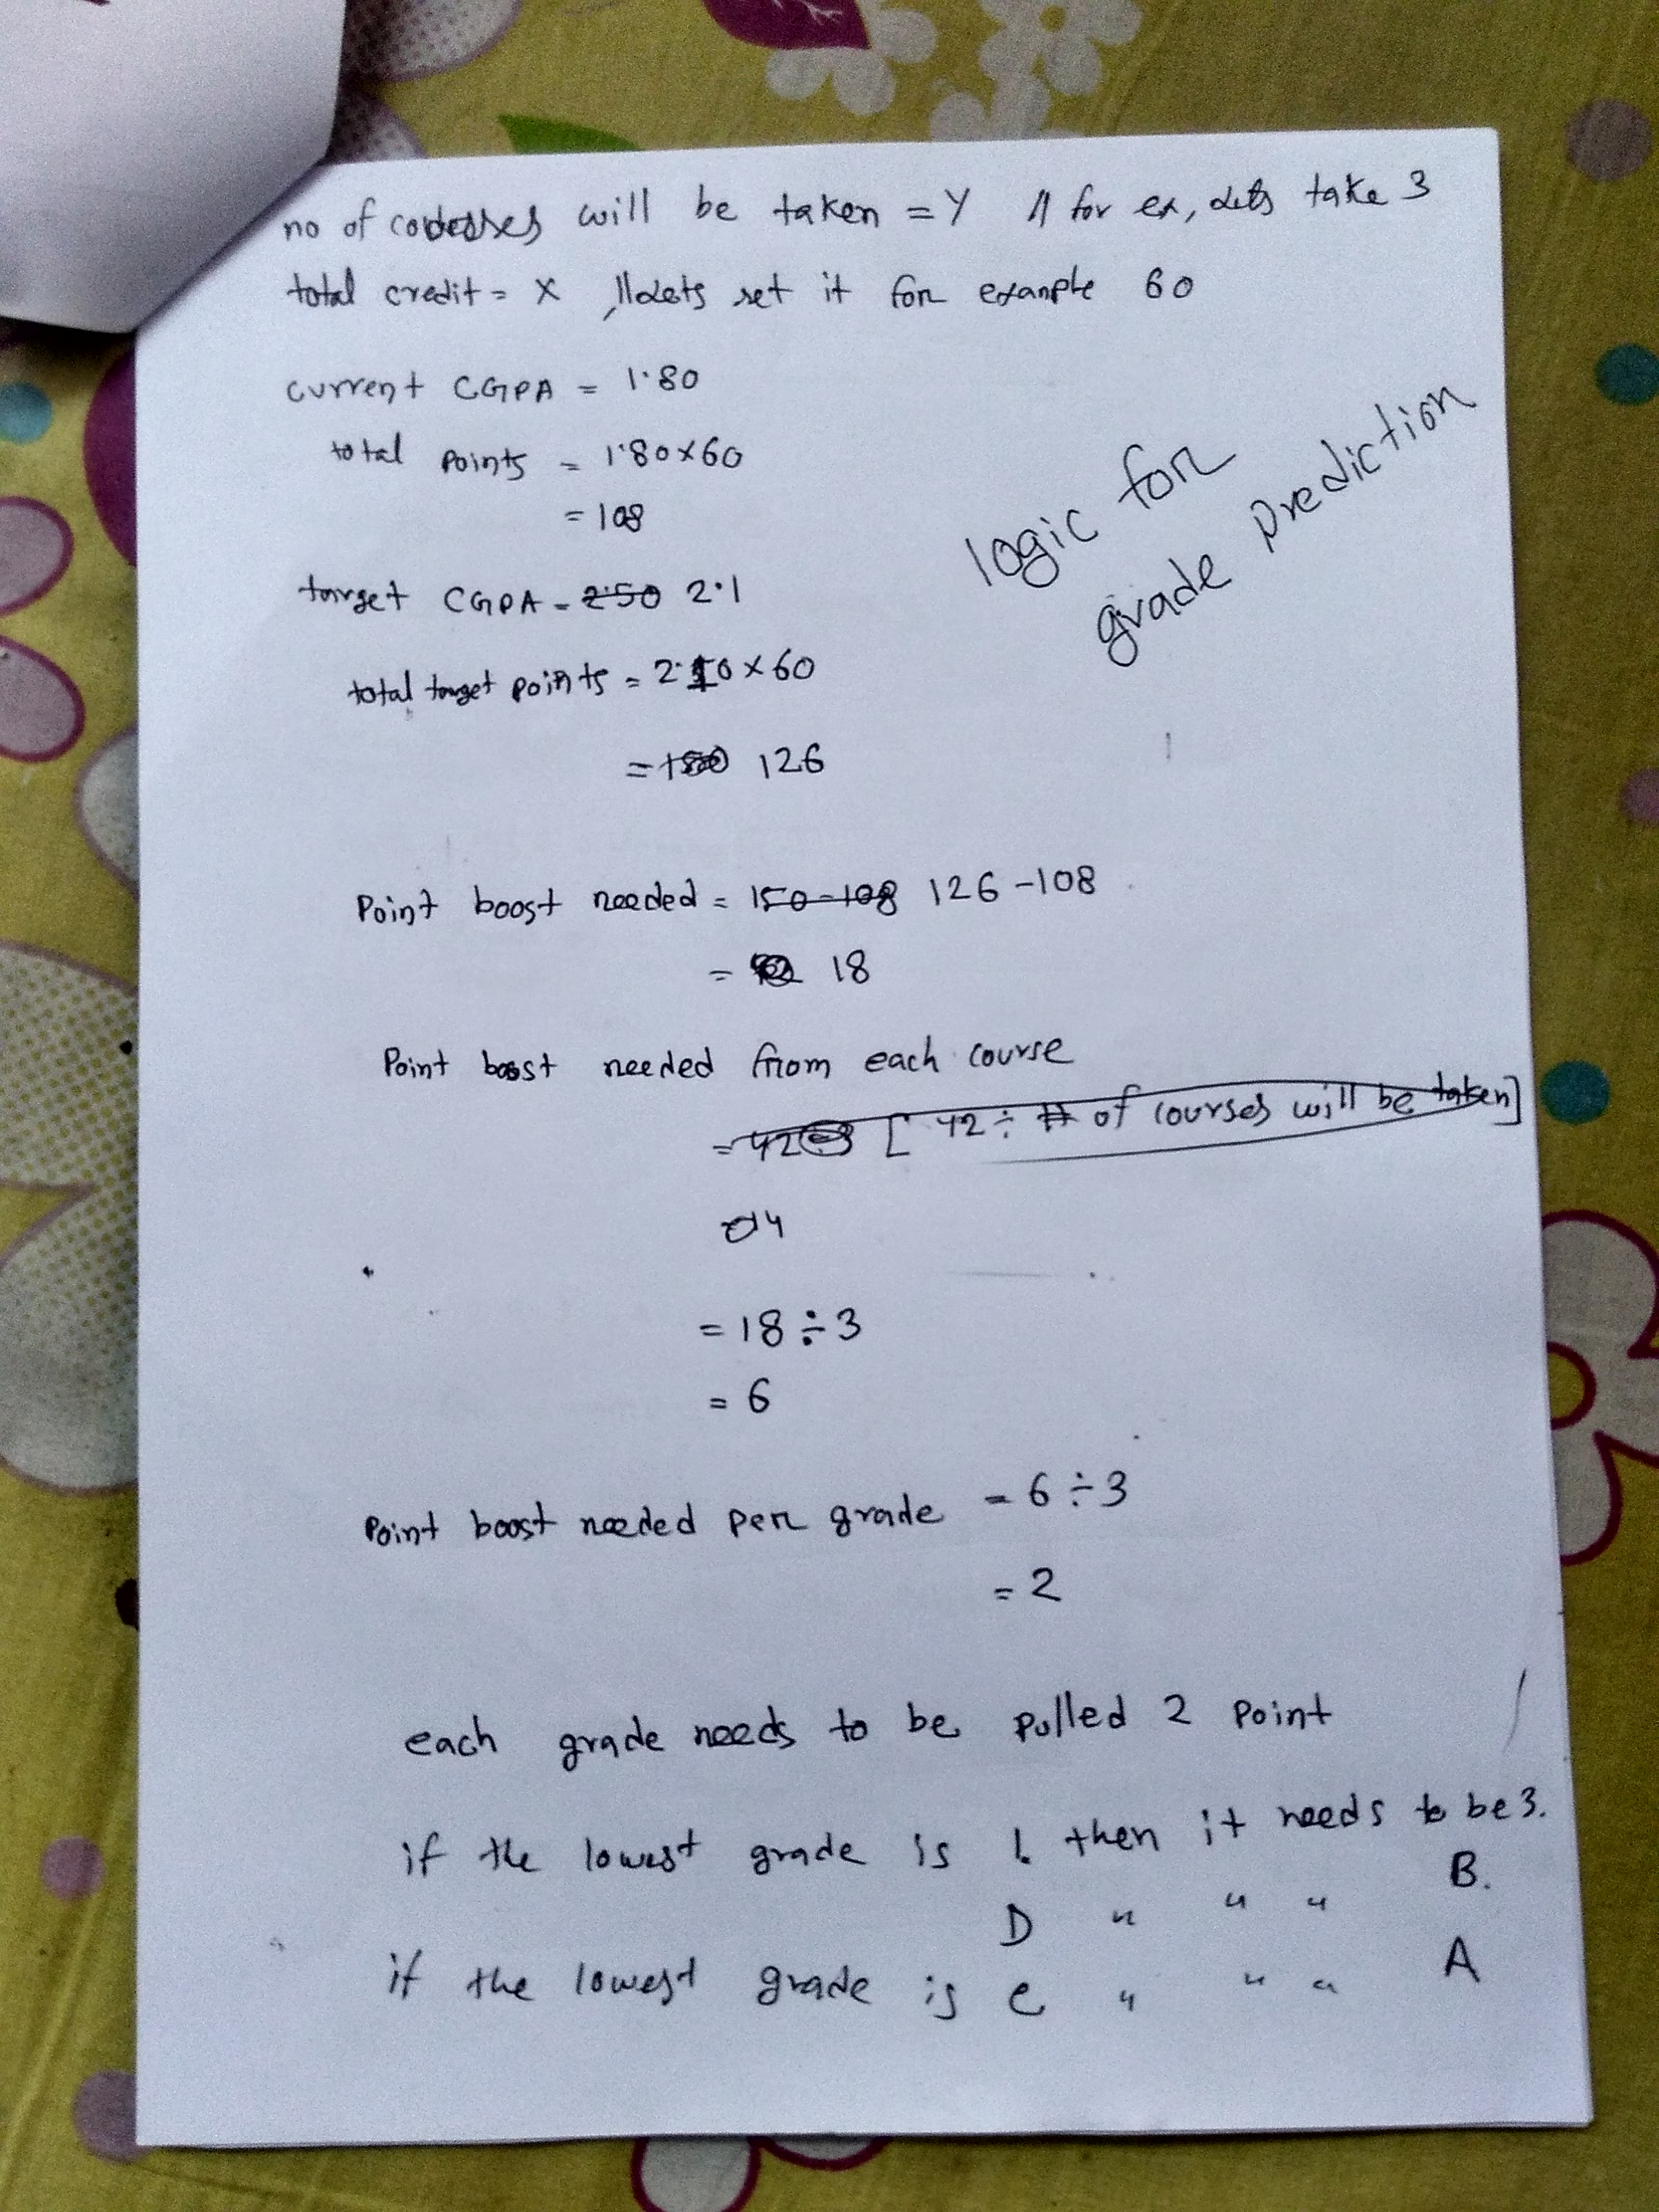 no of courses will be taken = Y // for ex, lets take 3
total credit = X , // lets set it for example 60
current CGPA = 1.80
total points = 1.80 × 60
= 108
logic for
grade prediction
target CGPA = 2.50 2.1
total target points = 2.10 × 60
= 150 126
Point boost needed = 150 - 108 126 - 108
= 42 18
Point boost needed from each course
= 42 [ 42 ÷ # of courses will be taken]
= 18 ÷ 3
= 6
Point boost needed per grade = 6 ÷ 3
= 2
each grade needs to be pulled 2 point
if the lowest grade is 1. then it needs to be 3.
D " " " B.
if the lowest grade is C " " " A